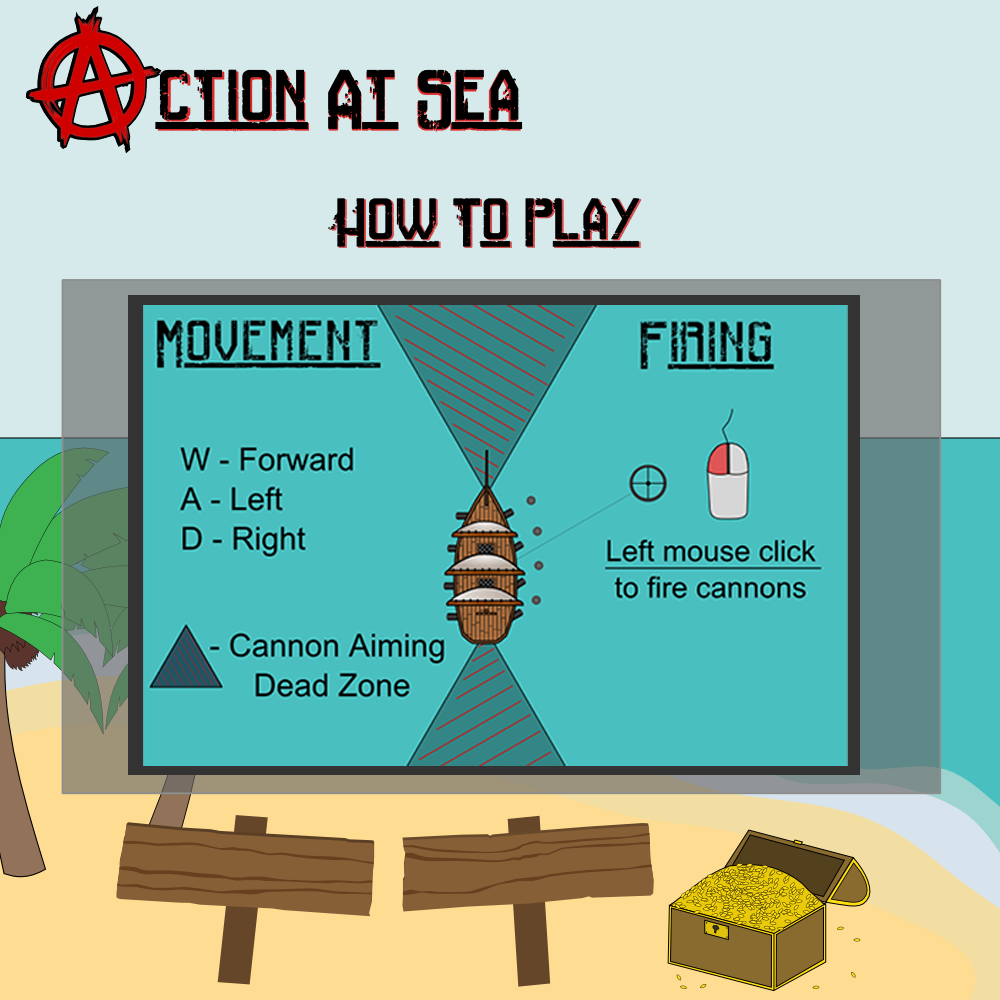 Action At Sea
How To Play
Movement
Firing
W - Forward
A - Left
D - Right
Left mouse click
to fire cannons
- Cannon Aiming
Dead Zone